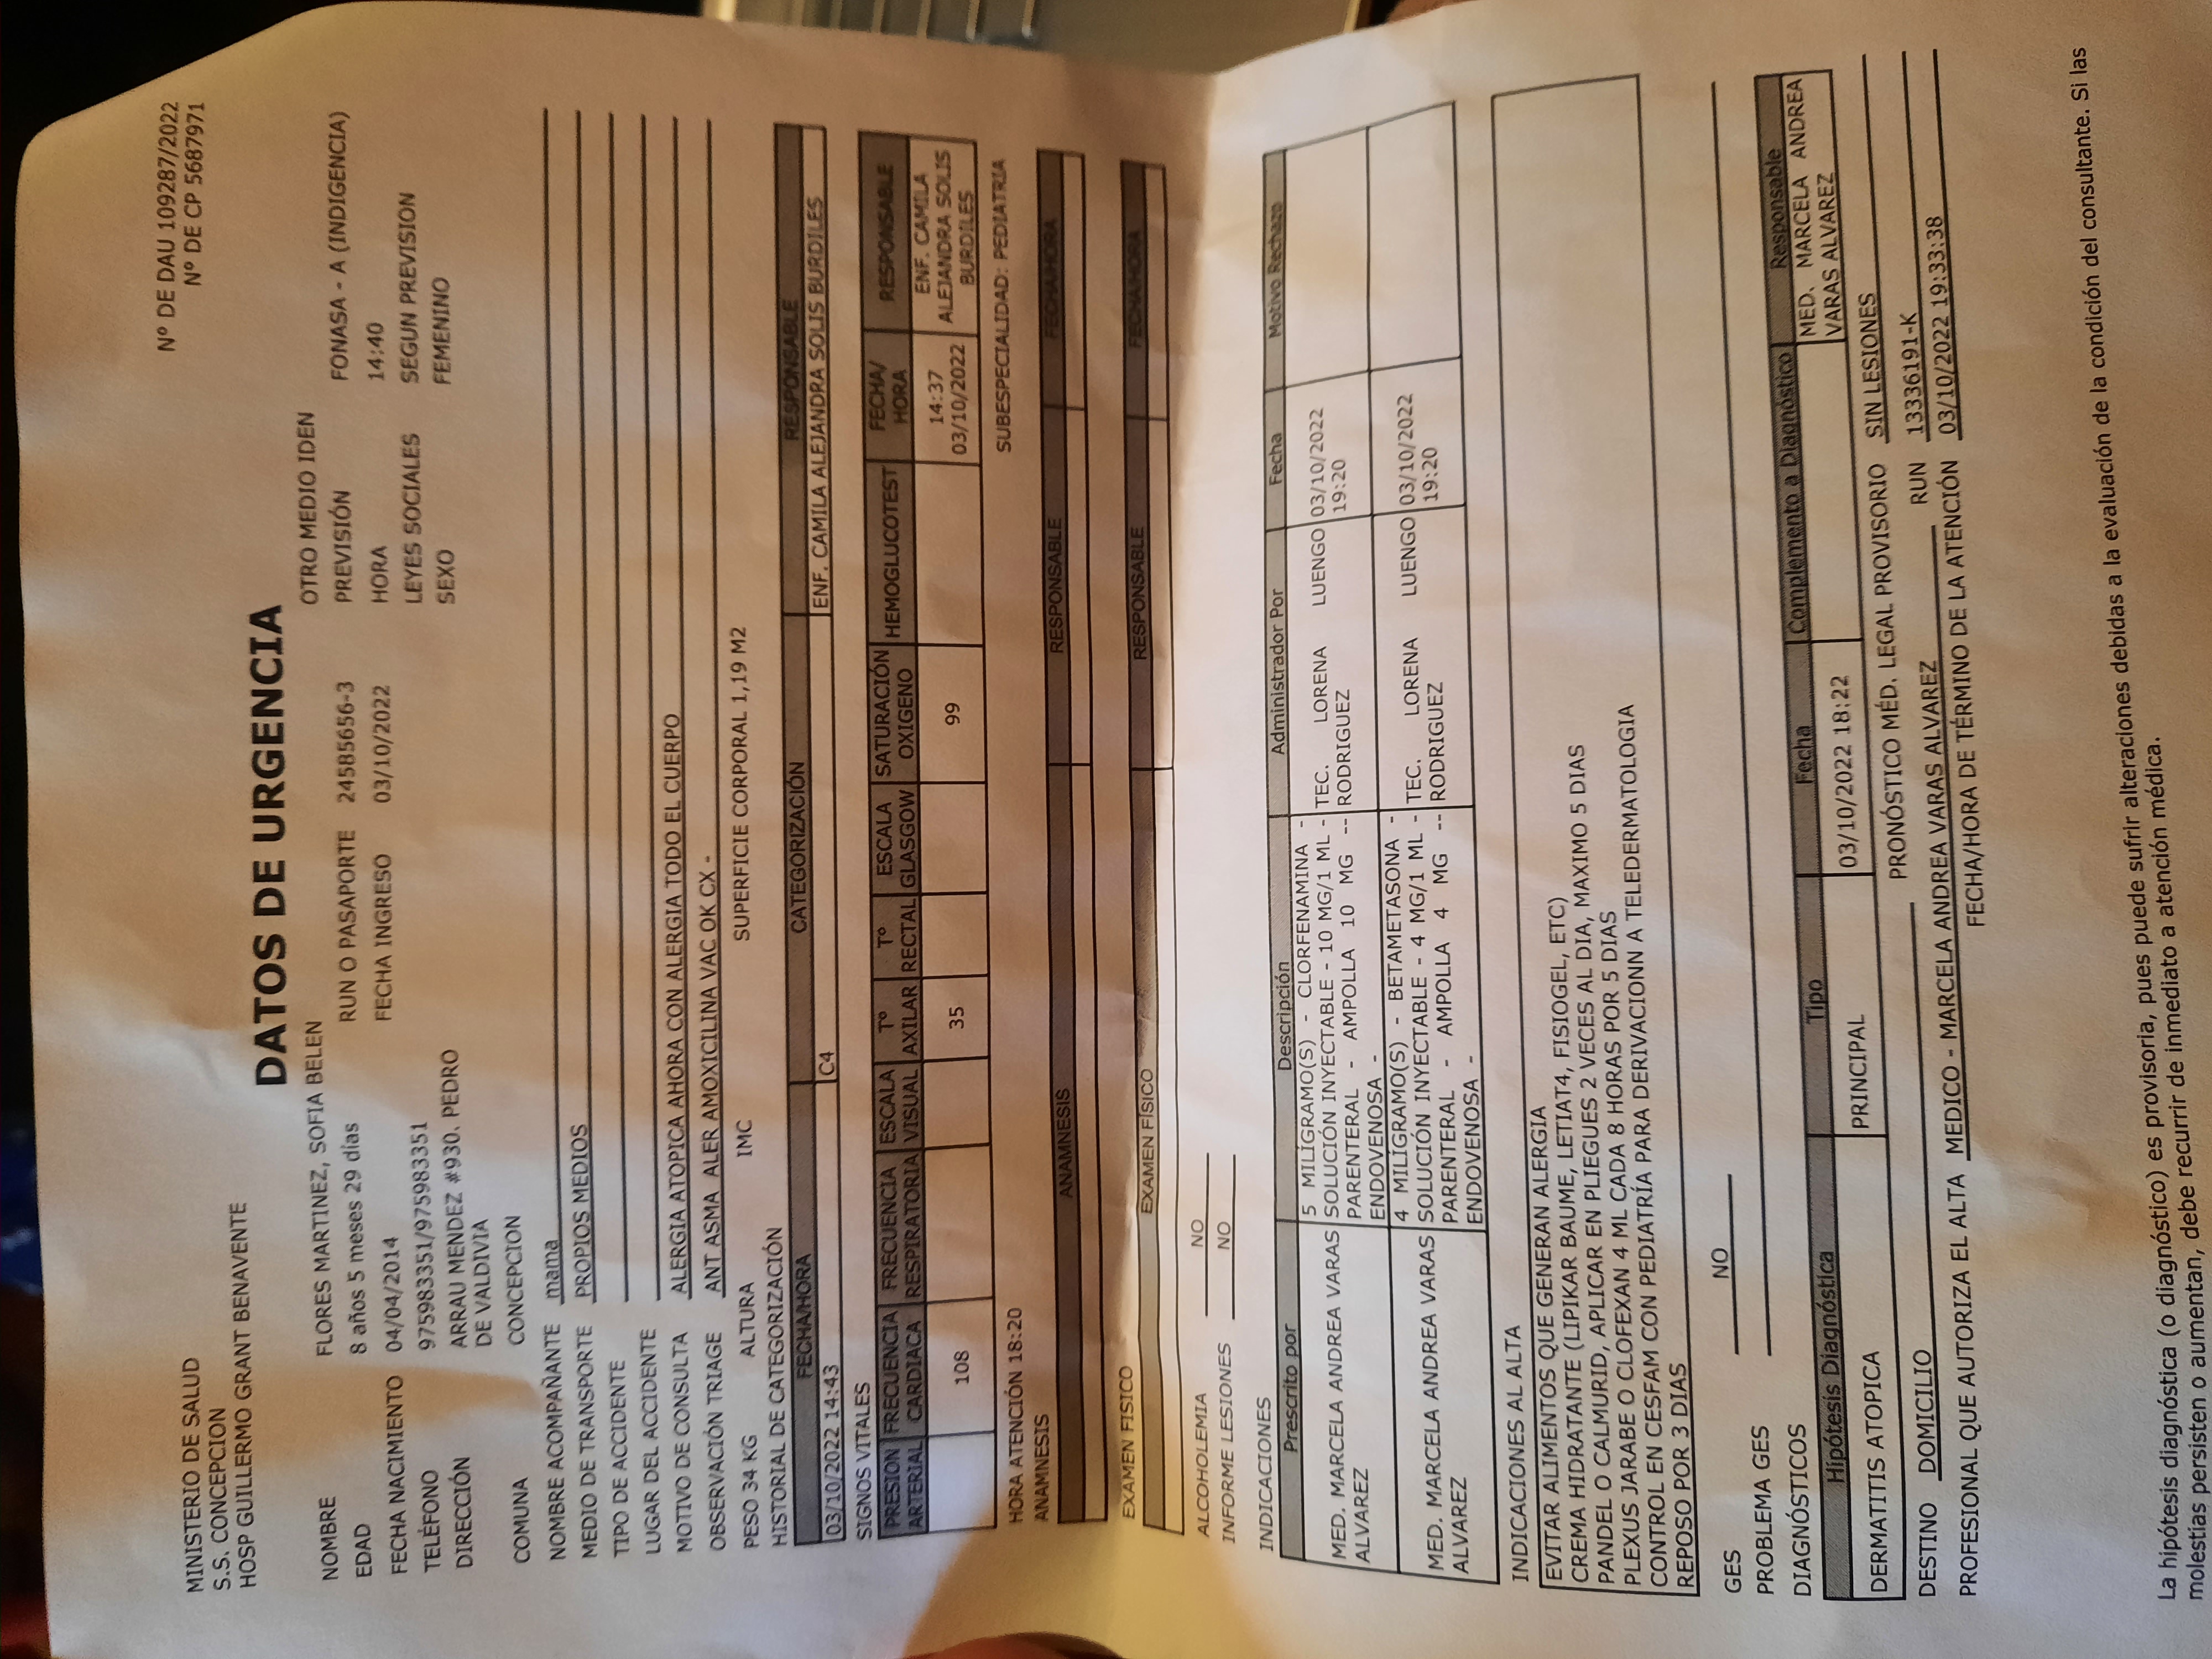 Nº DE DAU 109287/2022
Nº DE CP 5687971
MINISTERIO DE SALUD
S.S. CONCEPCION
HOSP GUILLERMO GRANT BENAVENTE
DATOS DE URGENCIA
OTRO MEDIO IDEN
NOMBRE FLORES MARTINEZ, SOFIA BELEN RUN O PASAPORTE 24585656-3 PREVISIÓN FONASA - A (INDIGENCIA)
EDAD 8 años 5 meses 29 días FECHA INGRESO 03/10/2022 HORA 14:40
FECHA NACIMIENTO 04/04/2014 LEYES SOCIALES SEGUN PREVISION
TELÉFONO 975983351/975983351 SEXO FEMENINO
DIRECCIÓN ARRAU MENDEZ #930. PEDRO
DE VALDIVIA
COMUNA CONCEPCION
NOMBRE ACOMPAÑANTE mama
MEDIO DE TRANSPORTE PROPIOS MEDIOS
TIPO DE ACCIDENTE
LUGAR DEL ACCIDENTE
MOTIVO DE CONSULTA ALERGIA ATOPICA AHORA CON ALERGIA TODO EL CUERPO
OBSERVACIÓN TRIAGE ANT ASMA ALER AMOXICILINA VAC OK CX -
PESO 34 KG ALTURA IMC SUPERFICIE CORPORAL 1,19 M2
HISTORIAL DE CATEGORIZACIÓN
FECHA/HORA CATEGORIZACIÓN RESPONSABLE
03/10/2022 14:43 C4 ENF. CAMILA ALEJANDRA SOLIS BURDILES
SIGNOS VITALES
PRESION ARTERIAL FRECUENCIA CARDIACA FRECUENCIA RESPIRATORIA ESCALA VISUAL Tº AXILAR Tº RECTAL ESCALA GLASGOW SATURACIÓN OXIGENO HEMOGLUCOTEST FECHA/ HORA RESPONSABLE
108 35 99 14:37 03/10/2022 ENF. CAMILA ALEJANDRA SOLIS BURDILES
HORA ATENCIÓN 18:20 SUBESPECIALIDAD: PEDIATRIA
ANAMNESIS
ANAMNESIS RESPONSABLE FECHA/HORA
EXAMEN FISICO
EXAMEN FÍSICO RESPONSABLE FECHA/HORA
ALCOHOLEMIA NO
INFORME LESIONES NO
INDICACIONES
Prescrito por Descripción Administrador Por Fecha Motivo Rechazo
MED. MARCELA ANDREA VARAS ALVAREZ 5 MILÍGRAMO(S) - CLORFENAMINA - SOLUCIÓN INYECTABLE - 10 MG/1 ML - PARENTERAL - AMPOLLA 10 MG -- ENDOVENOSA - TEC. LORENA LUENGO RODRIGUEZ 03/10/2022 19:20
MED. MARCELA ANDREA VARAS ALVAREZ 4 MILÍGRAMO(S) - BETAMETASONA - SOLUCIÓN INYECTABLE - 4 MG/1 ML - PARENTERAL - AMPOLLA 4 MG -- ENDOVENOSA - TEC. LORENA LUENGO RODRIGUEZ 03/10/2022 19:20
INDICACIONES AL ALTA
EVITAR ALIMENTOS QUE GENERAN ALERGIA
CREMA HIDRATANTE (LIPIKAR BAUME, LETIAT4, FISIOGEL, ETC)
PANDEL O CALMURID, APLICAR EN PLIEGUES 2 VECES AL DIA, MAXIMO 5 DIAS
PLEXUS JARABE O CLOFEXAN 4 ML CADA 8 HORAS POR 5 DIAS
CONTROL EN CESFAM CON PEDIATRÍA PARA DERIVACIONN A TELEDERMATOLOGIA
REPOSO POR 3 DIAS
GES NO
PROBLEMA GES
DIAGNÓSTICOS
Hipótesis Diagnóstica Tipo Fecha Complemento a Diagnóstico Responsable
DERMATITIS ATOPICA PRINCIPAL 03/10/2022 18:22 MED. MARCELA ANDREA VARAS ALVAREZ
DESTINO DOMICILIO PRONÓSTICO MÉD. LEGAL PROVISORIO SIN LESIONES
PROFESIONAL QUE AUTORIZA EL ALTA MEDICO - MARCELA ANDREA VARAS ALVAREZ RUN 13336191-K
FECHA/HORA DE TÉRMINO DE LA ATENCIÓN 03/10/2022 19:33:38
La hipótesis diagnóstica (o diagnóstico) es provisoria, pues puede sufrir alteraciones debidas a la evaluación de la condición del consultante. Si las
molestias persisten o aumentan, debe recurrir de inmediato a atención médica.